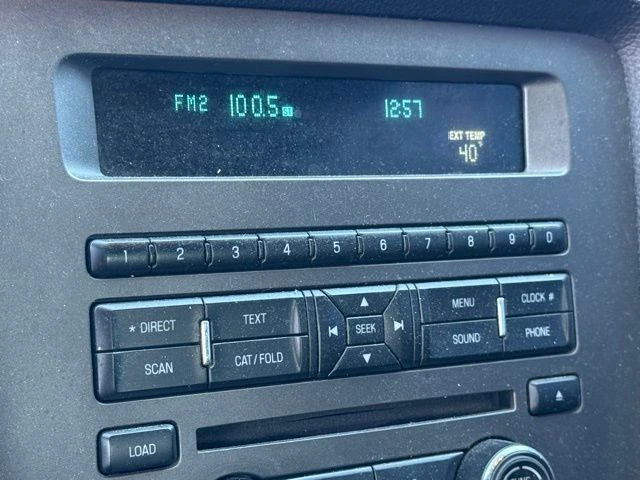 FM2 100.5 ST 12:57
EXT TEMP
40°
1 2 3 4 5 6 7 8 9 0
* DIRECT TEXT MENU CLOCK #
SEEK
SCAN CAT/FOLD SOUND PHONE
LOAD